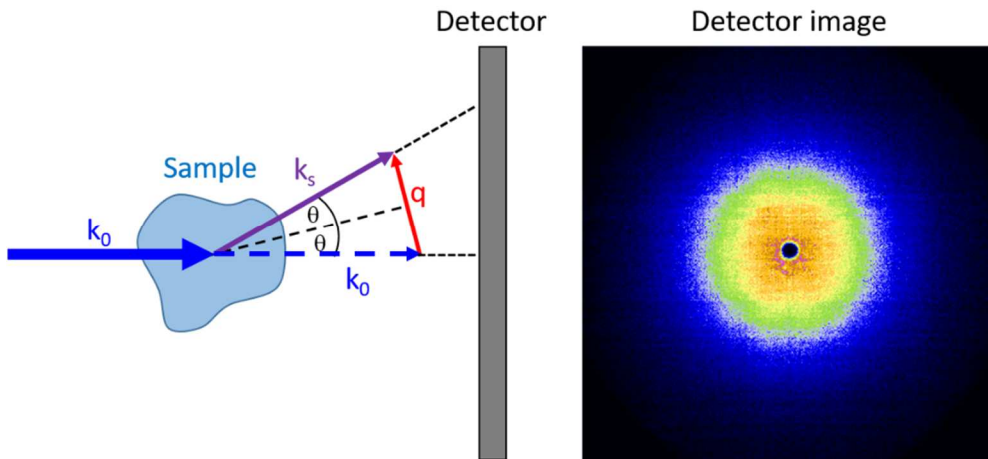 Detector
Detector image
Sample
k₀
kₛ
θ
θ
q
k₀